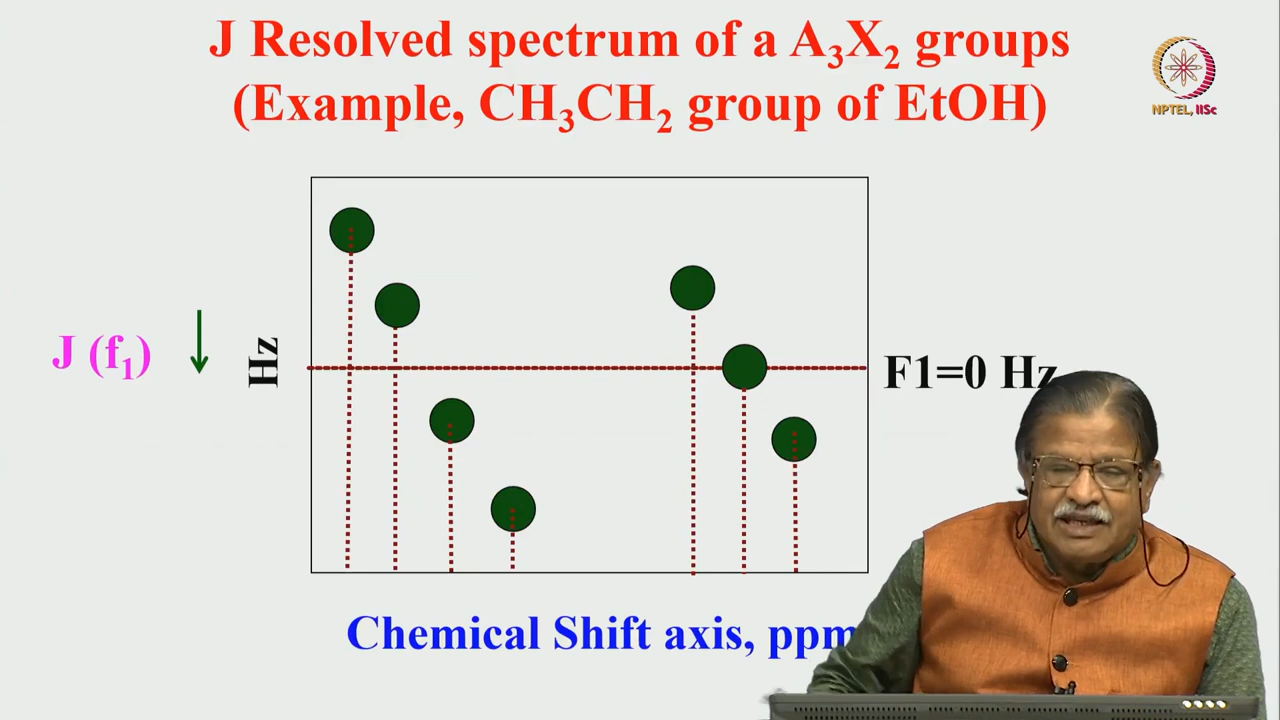 J Resolved spectrum of a A₃X₂ groups
(Example, CH₃CH₂ group of EtOH)
NPTEL, IISc
J (f₁)
Hz
F1=0 Hz
Chemical Shift axis, ppm